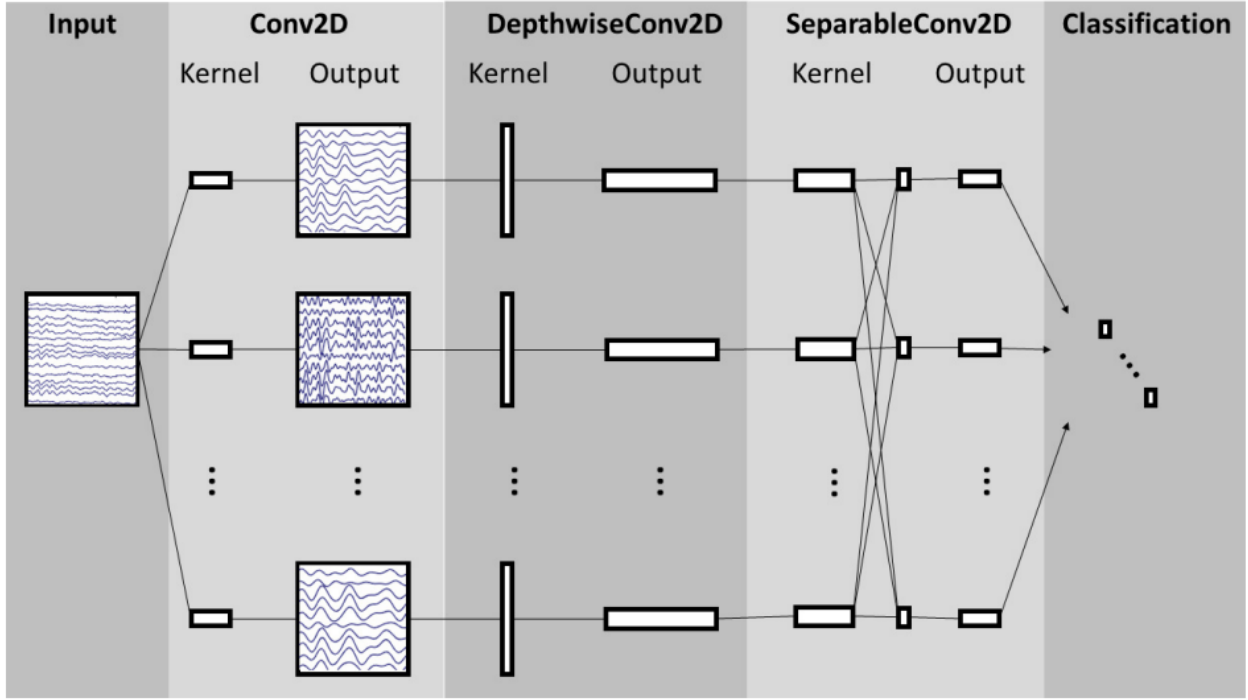 Input Conv2D DepthwiseConv2D SeparableConv2D Classification
Kernel Output Kernel Output Kernel Output